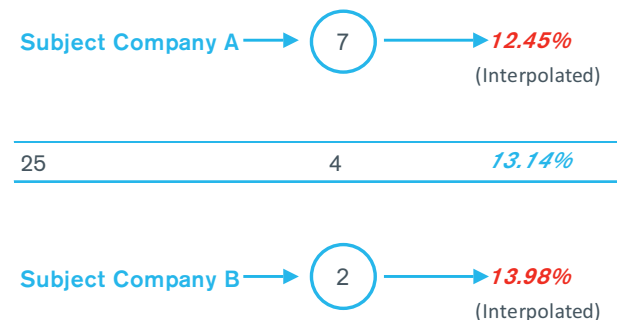 Subject Company A 7 12.45%
(Interpolated)
25 4 13.14%
Subject Company B 2 13.98%
(Interpolated)